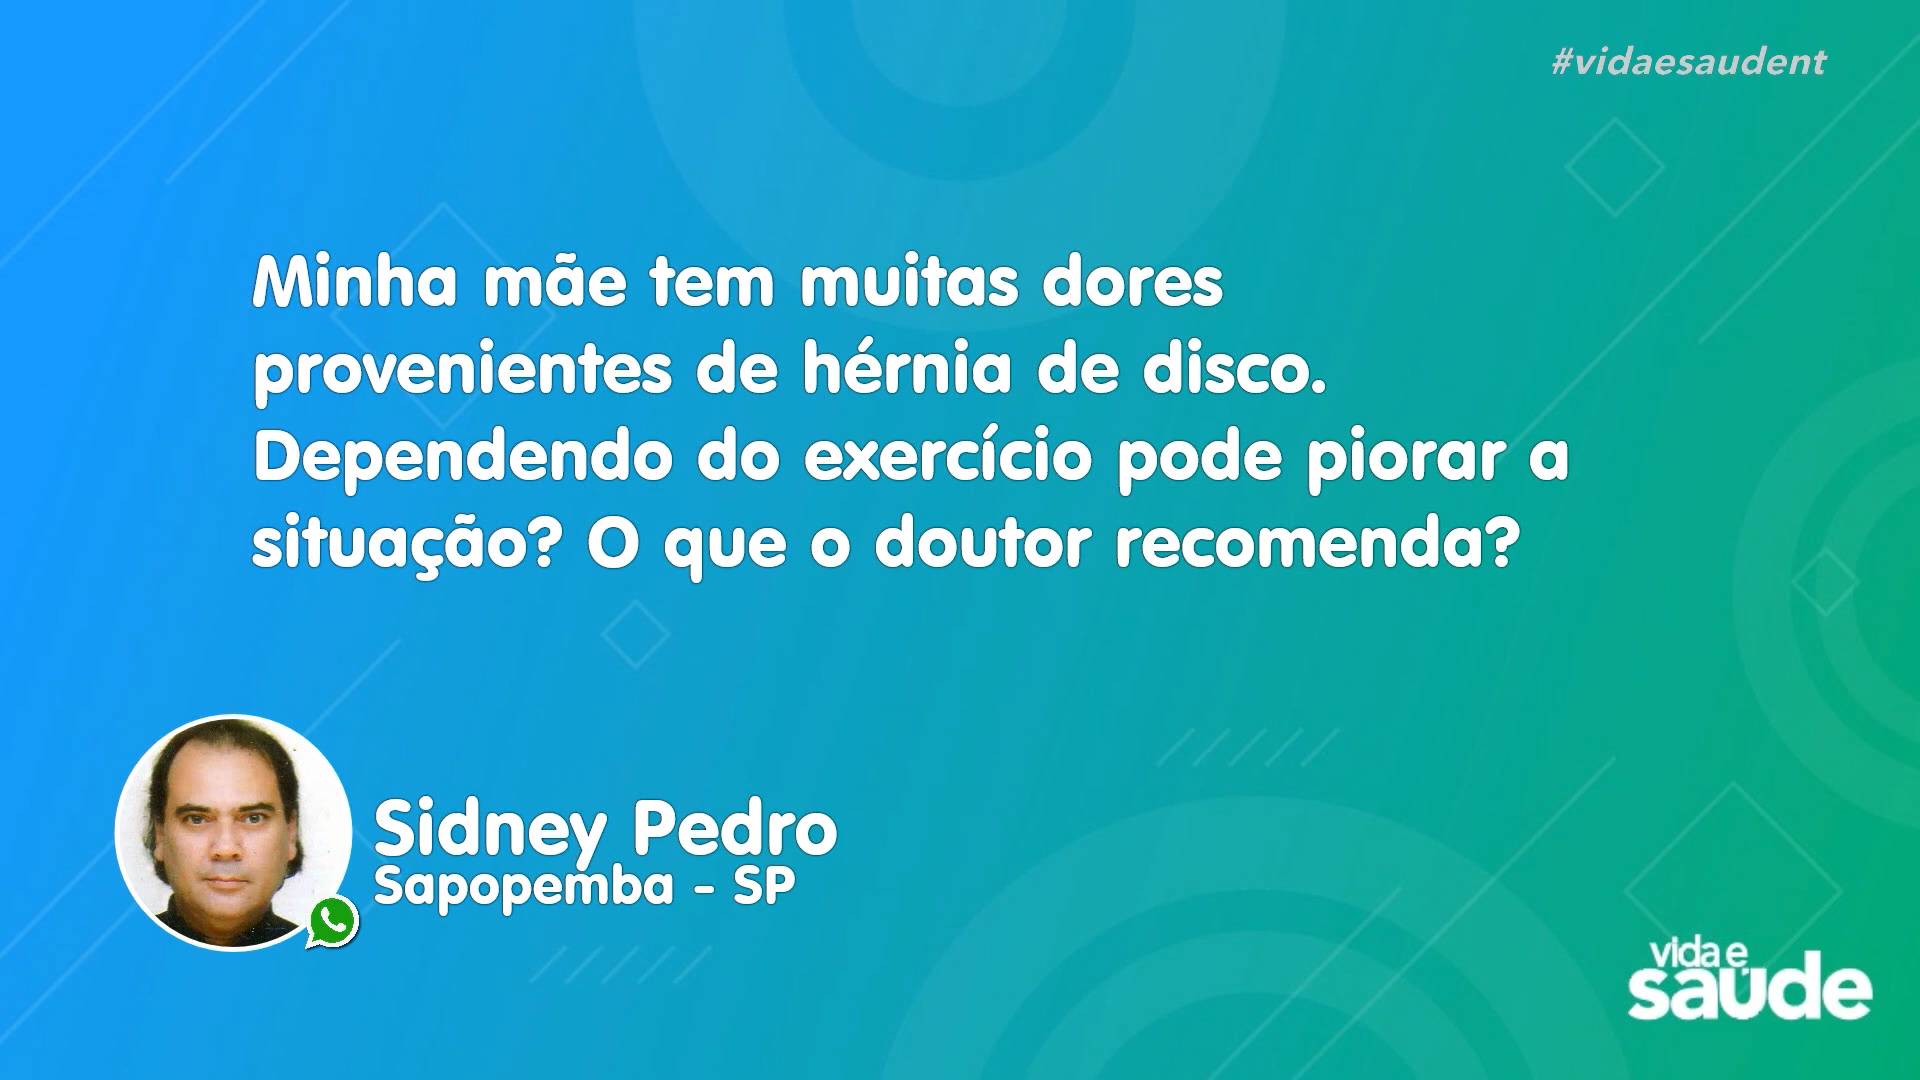 #vidaesaudent
Minha mãe tem muitas dores
provenientes de hérnia de disco.
Dependendo do exercício pode piorar a
situação? O que o doutor recomenda?
Sidney Pedro
Sapopemba - SP
vida e
saúde